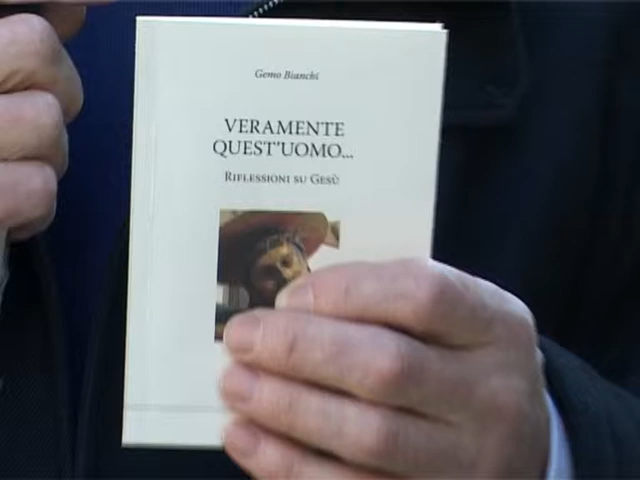 Gemo Bianchi
VERAMENTE
QUEST'UOMO...
RIFLESSIONI SU GESÙ